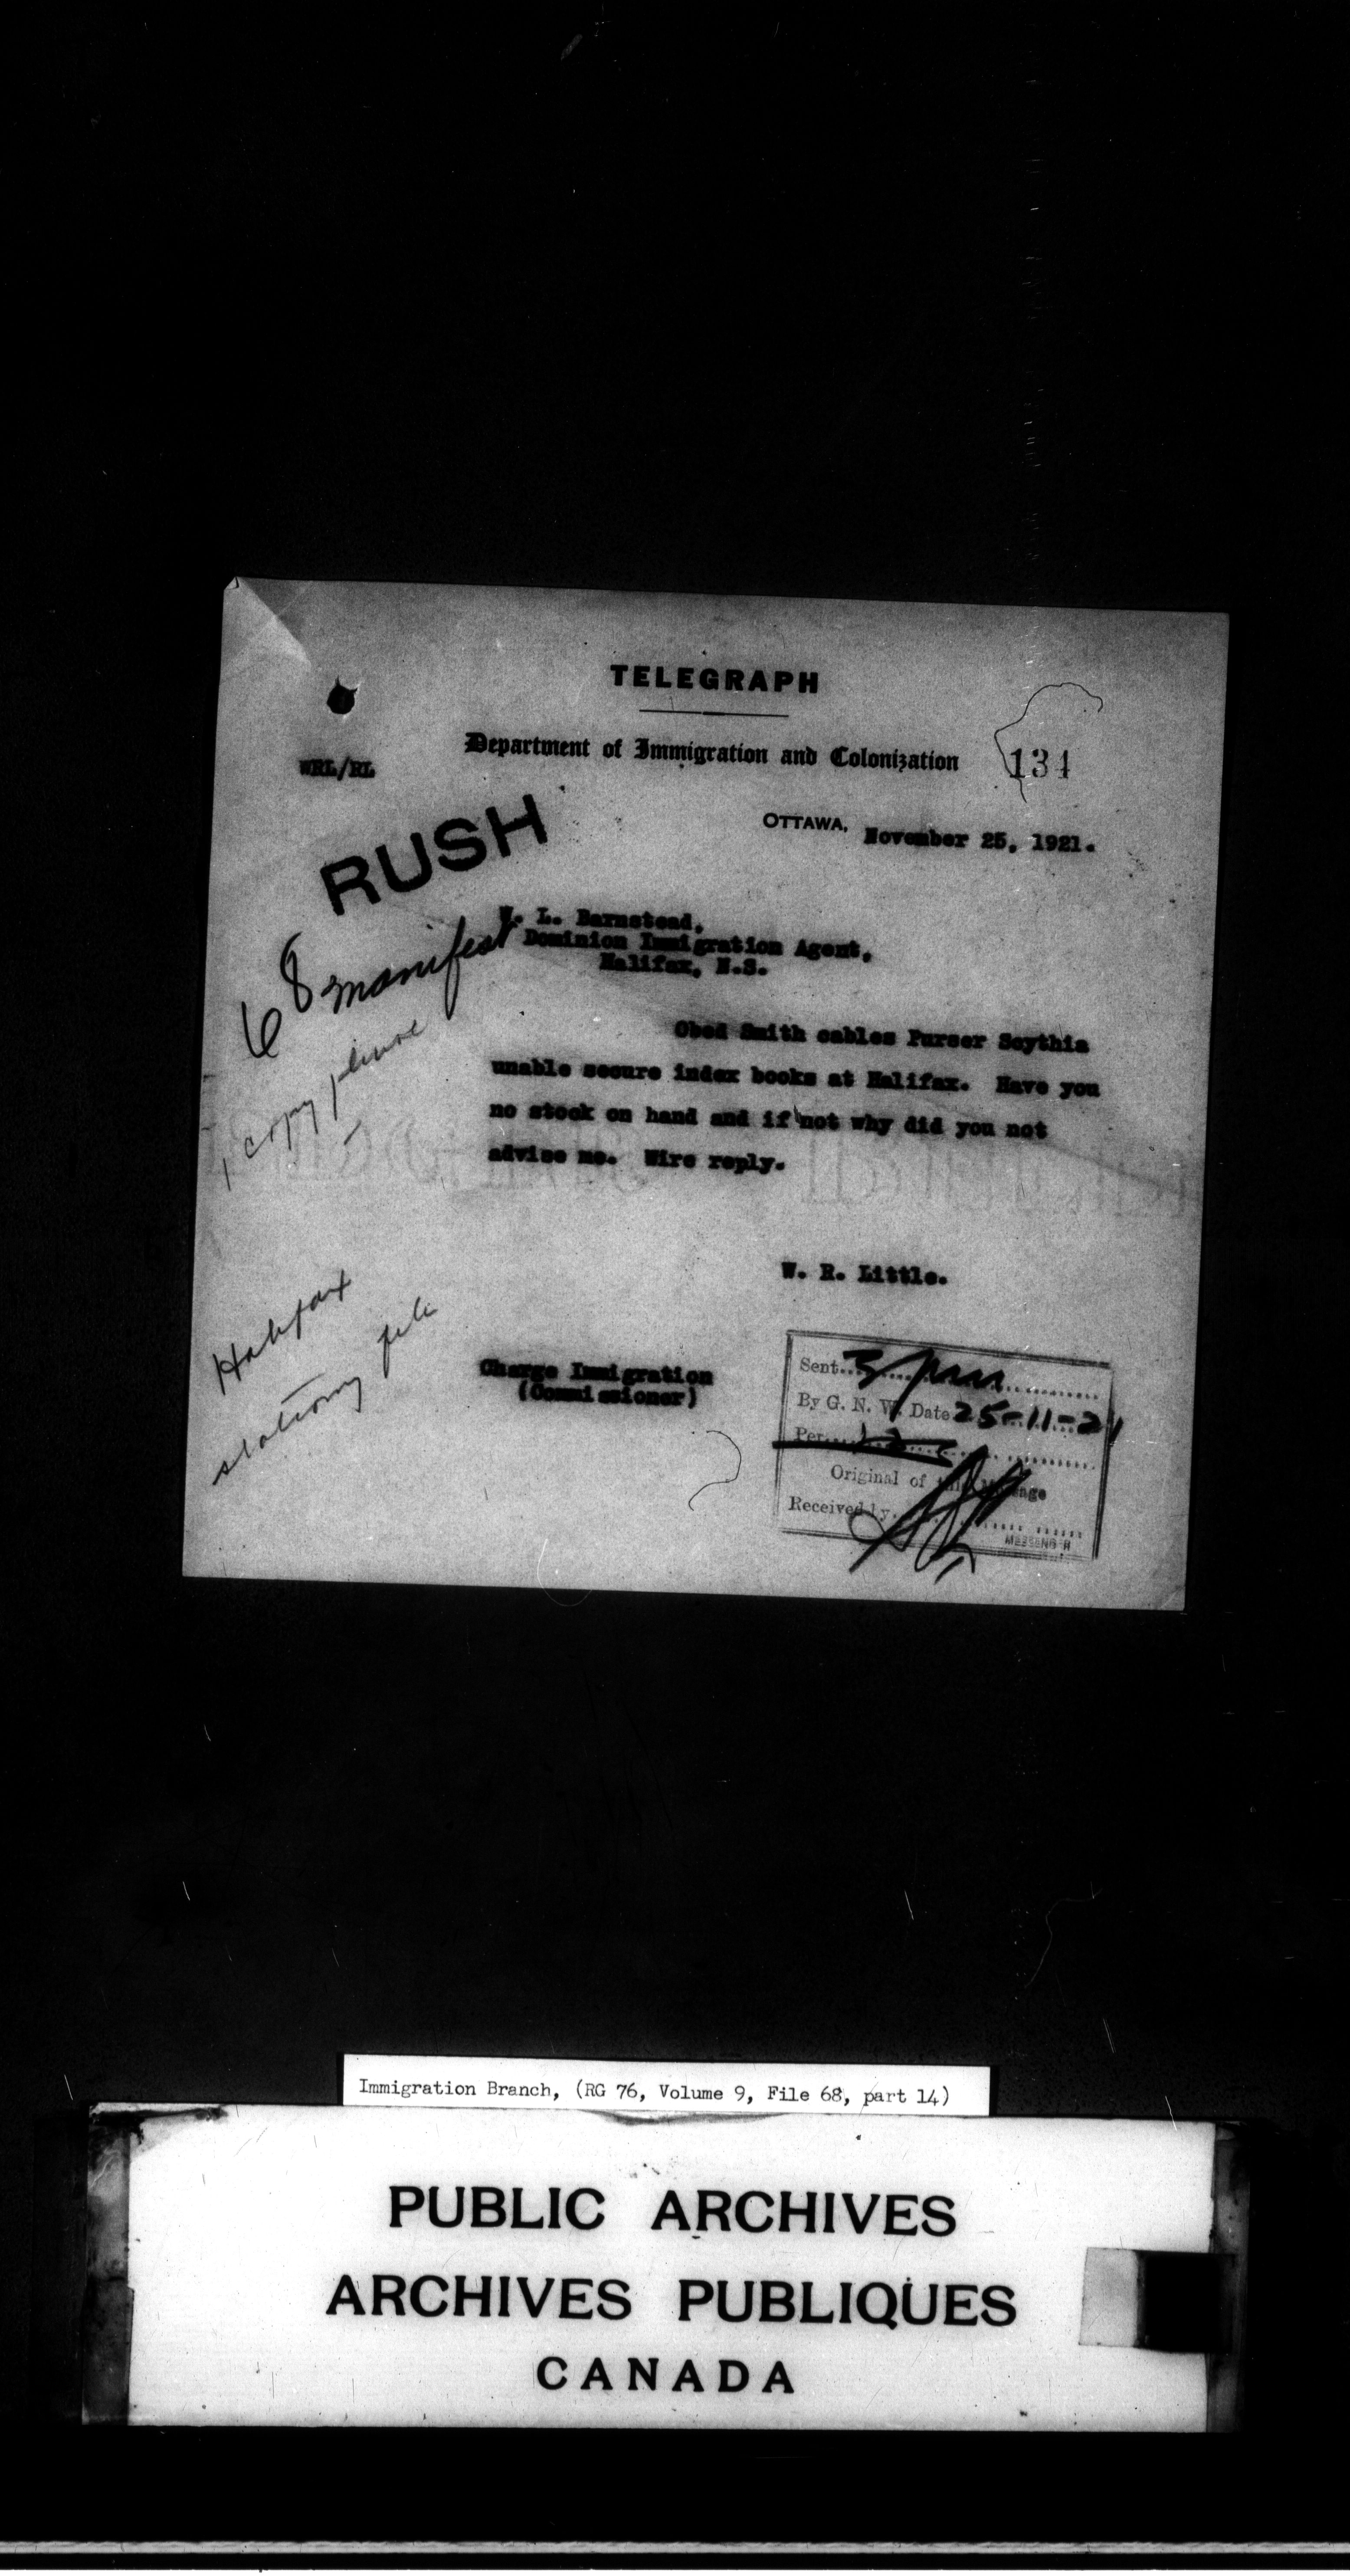 TELEGRAPH
Department of Immigration and Colonization
134
WRL/RL
OTTAWA, November 25, 1921.
RUSH
W. L. Barnstead,
Dominion Immigration Agent,
Halifax, N.S.
68 manifest
1 copy please
Obed Smith cables Purser Scythia
unable secure index books at Halifax. Have you
no stock on hand and if not why did you not
advise me. Wire reply.
W. R. Little.
Halifax
stationy file
Charge Immigration
(Commissioner)
Sent 3 pm
By G. N. W. Date 25-11-21
Per
Original of this Message
Received by
MESSENG R
Immigration Branch, (RG 76, Volume 9, File 68, part 14)
PUBLIC ARCHIVES
ARCHIVES PUBLIQUES
CANADA